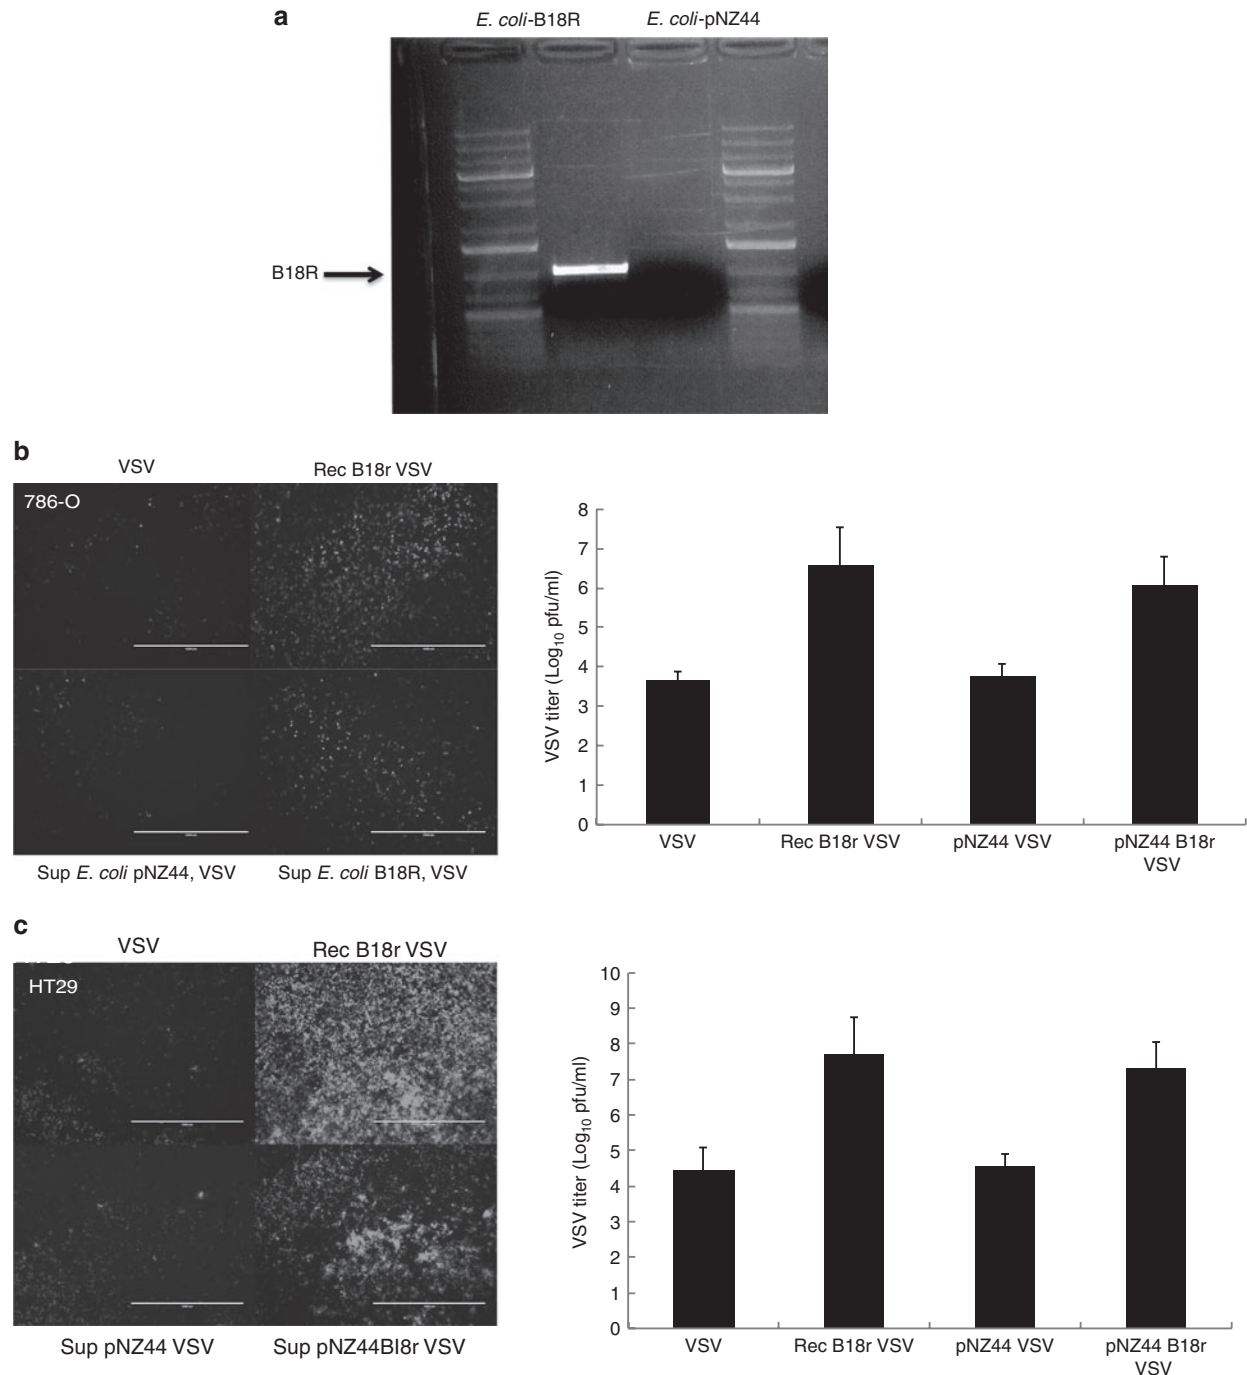 a
E. coli-B18R
E. coli-pNZ44
B18R
b
VSV
Rec B18r VSV
786-O
Sup E. coli pNZ44, VSV
Sup E. coli B18R, VSV
VSV titer (Log10 pfu/ml)
8
7
6
5
4
3
2
1
0
VSV
Rec B18r VSV
pNZ44 VSV
pNZ44 B18r
VSV
c
VSV
Rec B18r VSV
HT29
Sup pNZ44 VSV
Sup pNZ44BI8r VSV
VSV titer (Log10 pfu/ml)
10
9
8
7
6
5
4
3
2
1
0
VSV
Rec B18r VSV
pNZ44 VSV
pNZ44 B18r
VSV